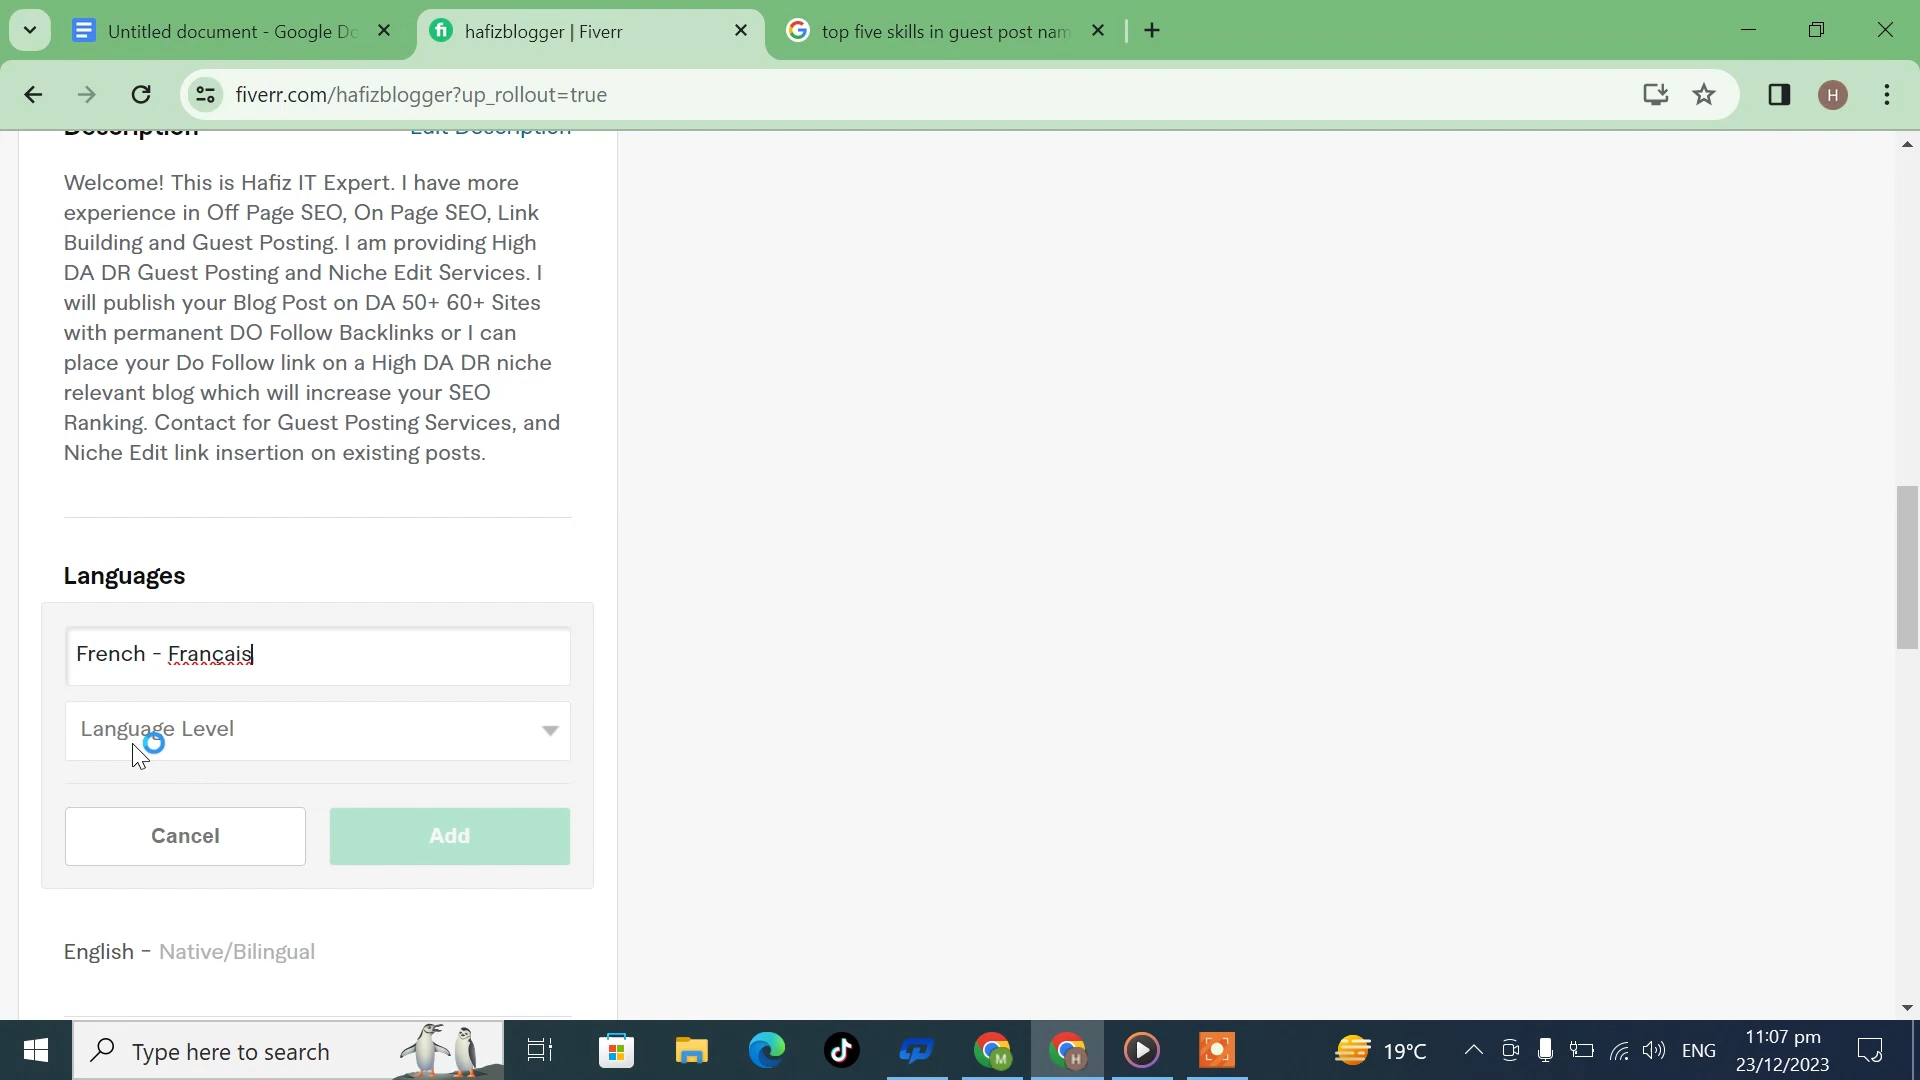 Untitled document - Google Dc
hafizblogger | Fiverr
top five skills in guest post nam
fiverr.com/hafizblogger?up_rollout=true
H
Description
Edit Description
Welcome! This is Hafiz IT Expert. I have more
experience in Off Page SEO, On Page SEO, Link
Building and Guest Posting. I am providing High
DA DR Guest Posting and Niche Edit Services. I
will publish your Blog Post on DA 50+ 60+ Sites
with permanent DO Follow Backlinks or I can
place your Do Follow link on a High DA DR niche
relevant blog which will increase your SEO
Ranking. Contact for Guest Posting Services, and
Niche Edit link insertion on existing posts.
Languages
French - Français
Language Level
Cancel
Add
English - Native/Bilingual
Type here to search
M
H
19°C
ENG
11:07 pm
23/12/2023